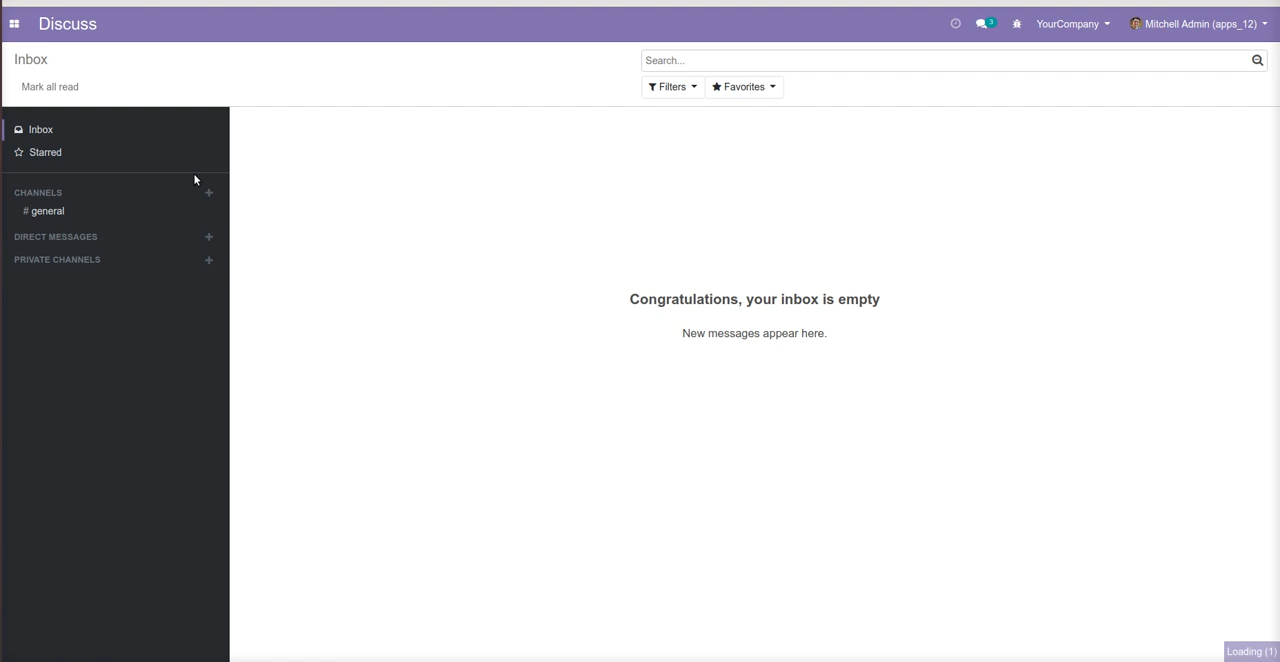 Discuss
3
YourCompany
Mitchell Admin (apps_12)
Inbox
Search...
Mark all read
Filters
Favorites
Inbox
Starred
CHANNELS
# general
DIRECT MESSAGES
PRIVATE CHANNELS
Congratulations, your inbox is empty
New messages appear here.
Loading (1)